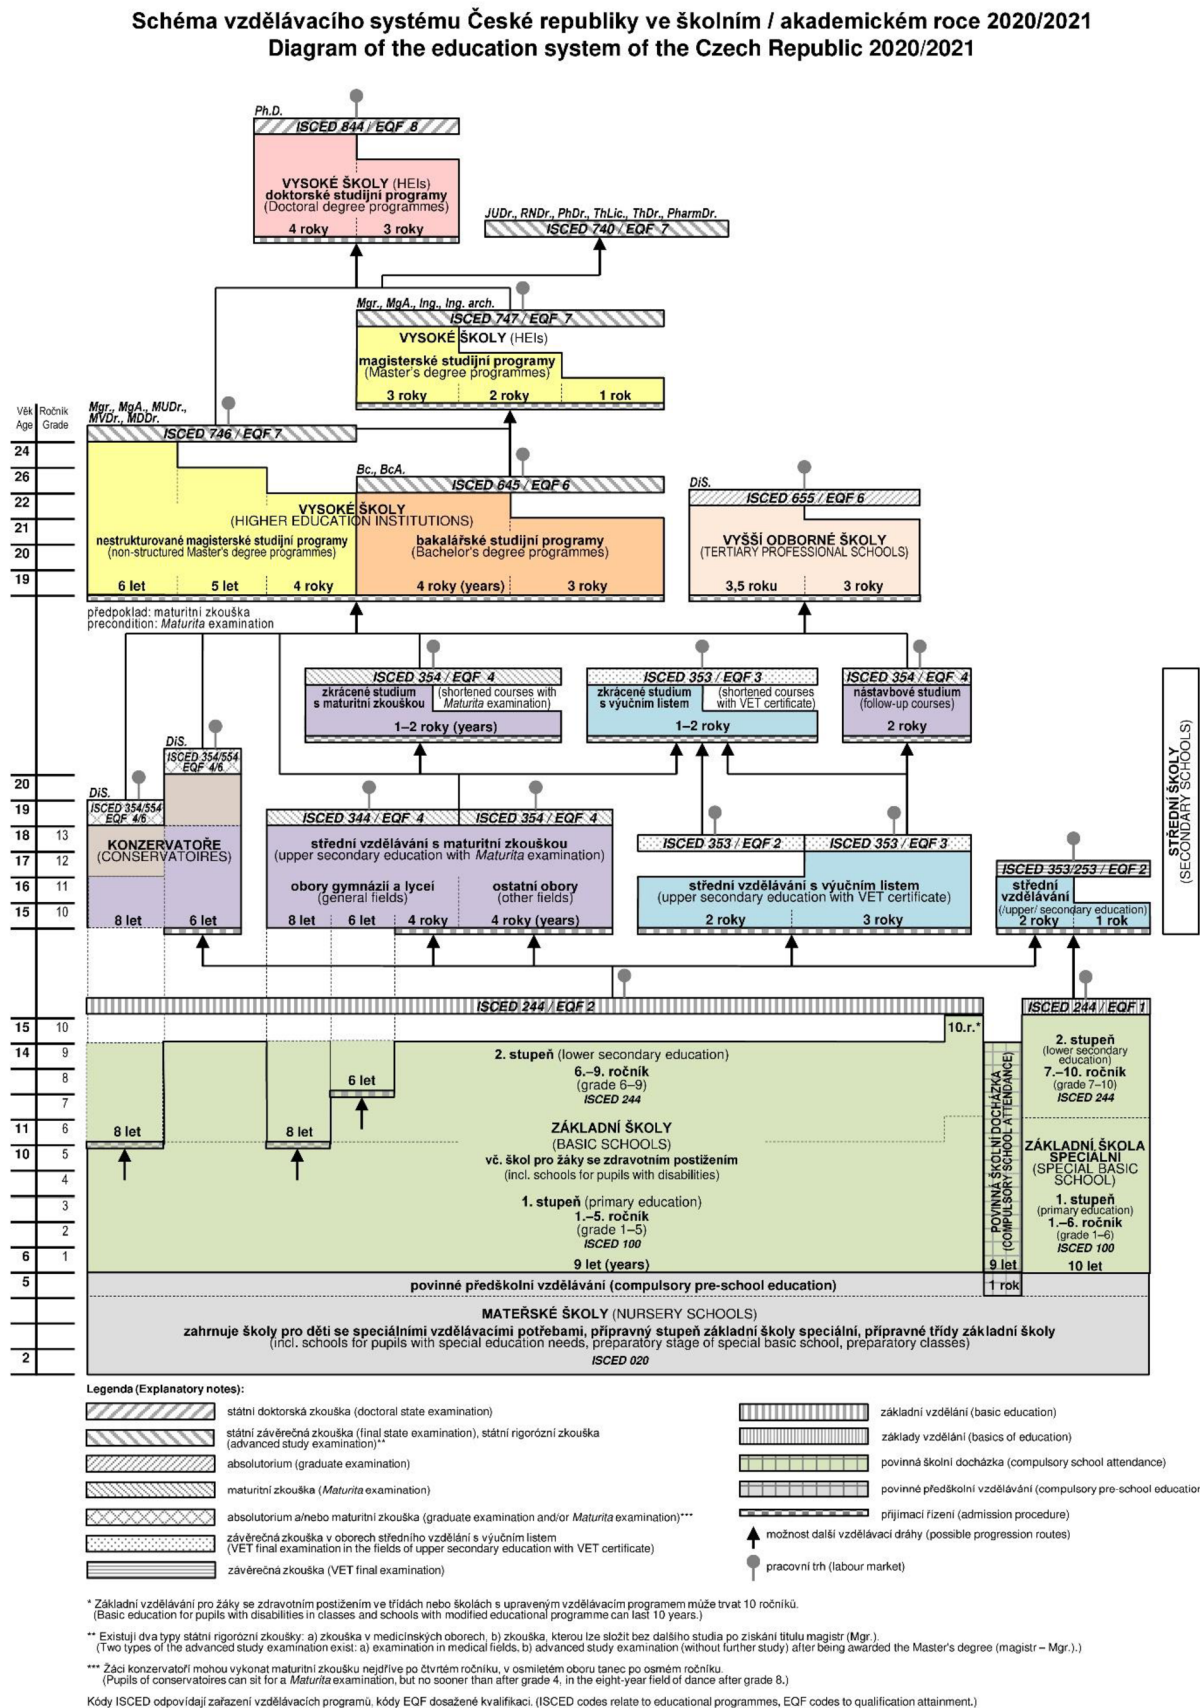 Schéma vzdělávacího systému České republiky ve školním / akademickém roce 2020/2021
Diagram of the education system of the Czech Republic 2020/2021
Ph.D.
ISCED 844 / EQF 8
VYSOKÉ ŠKOLY (HEIs)
doktorské studijní programy
(Doctoral degree programmes)
4 roky
3 roky
JUDr., RNDr., PhDr., ThLic., ThDr., PharmDr.
ISCED 740 / EQF 7
Mgr., MgA., Ing., Ing. arch.
ISCED 747 / EQF 7
VYSOKÉ ŠKOLY (HEIs)
magisterské studijní programy
(Master's degree programmes)
3 roky
2 roky
1 rok
Věk
Age
Ročník
Grade
Mgr., MgA., MUDr.,
MVDr., MDDr.
ISCED 746 / EQF 7
24
26
22
21
20
19
Bc., BcA.
ISCED 645 / EQF 6
VYSOKÉ ŠKOLY
(HIGHER EDUCATION INSTITUTIONS)
nestrukturované magisterské studijní programy
(non-structured Master's degree programmes)
6 let
5 let
4 roky
bakalářské studijní programy
(Bachelor's degree programmes)
4 roky (years)
3 roky
DiS.
ISCED 655 / EQF 6
VYŠŠÍ ODBORNÉ ŠKOLY
(TERTIARY PROFESSIONAL SCHOOLS)
3,5 roku
3 roky
předpoklad: maturitní zkouška
precondition: Maturita examination
ISCED 354 / EQF 4
zkrácené studium
s maturitní zkouškou
(shortened courses with
Maturita examination)
1–2 roky (years)
ISCED 353 / EQF 3
zkrácené studium
s výučním listem
(shortened courses
with VET certificate)
1–2 roky
ISCED 354 / EQF 4
nástavbové studium
(follow-up courses)
2 roky
STŘEDNÍ ŠKOLY
(SECONDARY SCHOOLS)
DiS.
ISCED 354/554
EQF 4/6
DiS.
ISCED 354/554
EQF 4/6
20
19
18 13
17 12
16 11
15 10
KONZERVATOŘE
(CONSERVATOIRES)
8 let
6 let
ISCED 344 / EQF 4
ISCED 354 / EQF 4
střední vzdělávání s maturitní zkouškou
(upper secondary education with Maturita examination)
obory gymnázií a lyceí
(general fields)
ostatní obory
(other fields)
8 let
6 let
4 roky
4 roky (years)
ISCED 353 / EQF 2
ISCED 353 / EQF 3
střední vzdělávání s výučním listem
(upper secondary education with VET certificate)
2 roky
3 roky
ISCED 353/253 / EQF 2
střední
vzdělávání
(/upper/ secondary education)
2 roky
1 rok
ISCED 244 / EQF 2
ISCED 244 / EQF 1
15 10
14 9
8
7
11 6
10 5
4
3
2
6 1
5
2
10.r.*
8 let
8 let
6 let
2. stupeň (lower secondary education)
6.–9. ročník
(grade 6–9)
ISCED 244
ZÁKLADNÍ ŠKOLY
(BASIC SCHOOLS)
vč. škol pro žáky se zdravotním postižením
(incl. schools for pupils with disabilities)
1. stupeň (primary education)
1.–5. ročník
(grade 1–5)
ISCED 100
9 let (years)
POVINNÁ ŠKOLNÍ DOCHÁZKA
(COMPULSORY SCHOOL ATTENDANCE)
9 let
1 rok
2. stupeň
(lower secondary
education)
7.–10. ročník
(grade 7–10)
ISCED 244
ZÁKLADNÍ ŠKOLA
SPECIÁLNÍ
(SPECIAL BASIC
SCHOOL)
1. stupeň
(primary education)
1.–6. ročník
(grade 1–6)
ISCED 100
10 let
povinné předškolní vzdělávání (compulsory pre-school education)
MATEŘSKÉ ŠKOLY (NURSERY SCHOOLS)
zahrnuje školy pro děti se speciálními vzdělávacími potřebami, přípravný stupeň základní školy speciální, přípravné třídy základní školy
(incl. schools for pupils with special education needs, preparatory stage of special basic school, preparatory classes)
ISCED 020
Legenda (Explanatory notes):
státní doktorská zkouška (doctoral state examination)
státní závěrečná zkouška (final state examination), státní rigorózní zkouška
(advanced study examination)**
absolutorium (graduate examination)
maturitní zkouška (Maturita examination)
absolutorium a/nebo maturitní zkouška (graduate examination and/or Maturita examination)***
závěrečná zkouška v oborech středního vzdělání s výučním listem
(VET final examination in the fields of upper secondary education with VET certificate)
závěrečná zkouška (VET final examination)
základní vzdělání (basic education)
základy vzdělání (basics of education)
povinná školní docházka (compulsory school attendance)
povinné předškolní vzdělávání (compulsory pre-school education
přijímací řízení (admission procedure)
možnost další vzdělávací dráhy (possible progression routes)
pracovní trh (labour market)
* Základní vzdělávání pro žáky se zdravotním postižením ve třídách nebo školách s upraveným vzdělávacím programem může trvat 10 ročníků.
(Basic education for pupils with disabilities in classes and schools with modified educational programme can last 10 years.)
** Existují dva typy státní rigorózní zkoušky: a) zkouška v medicínských oborech, b) zkouška, kterou lze složit bez dalšího studia po získání titulu magistr (Mgr.).
(Two types of the advanced study examination exist: a) examination in medical fields, b) advanced study examination (without further study) after being awarded the Master's degree (magistr – Mgr.).)
*** Žáci konzervatoří mohou vykonat maturitní zkoušku nejdříve po čtvrtém ročníku, v osmiletém oboru tanec po osmém ročníku.
(Pupils of conservatoires can sit for a Maturita examination, but no sooner than after grade 4, in the eight-year field of dance after grade 8.)
Kódy ISCED odpovídají zařazení vzdělávacích programů, kódy EQF dosažené kvalifikaci. (ISCED codes relate to educational programmes, EQF codes to qualification attainment.)